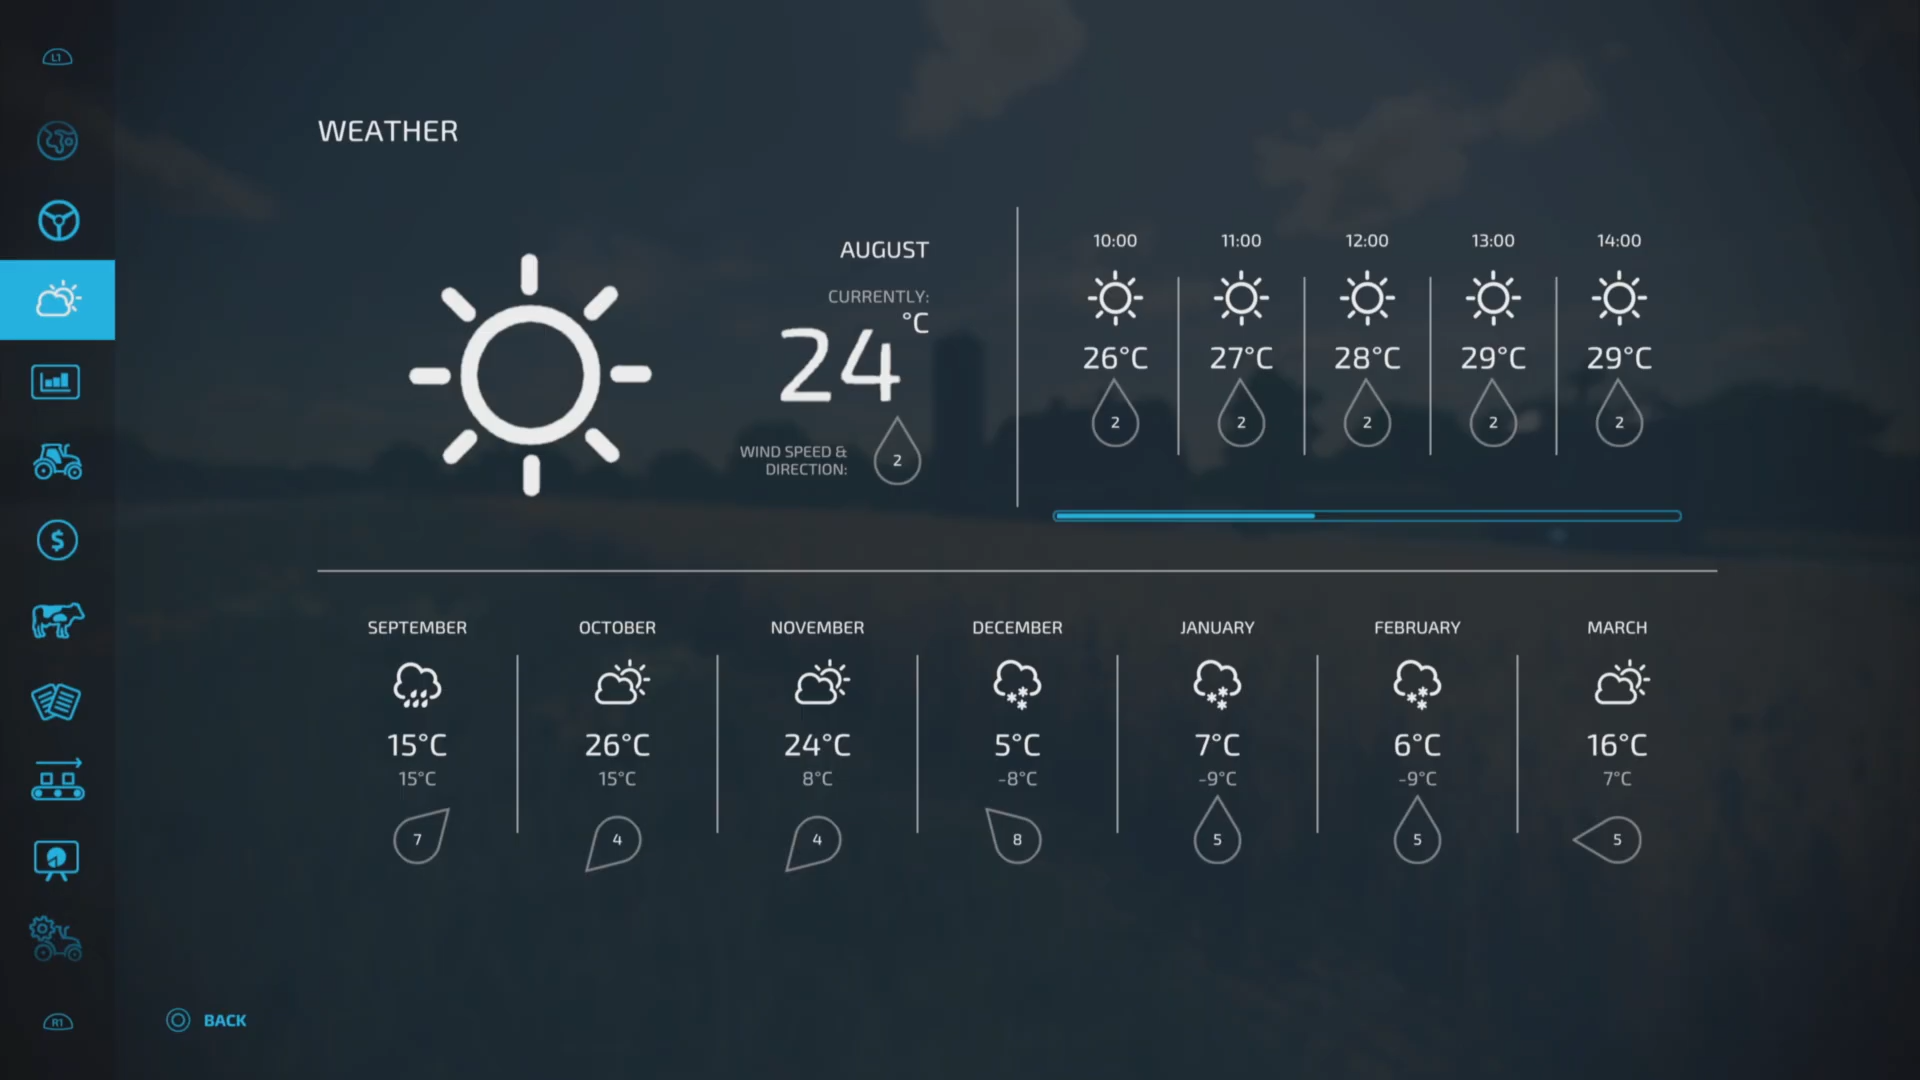 L1
WEATHER
AUGUST
CURRENTLY:
24 °C
WIND SPEED &
DIRECTION:
2
10:00 11:00 12:00 13:00 14:00
26°C 27°C 28°C 29°C 29°C
2 2 2 2 2
$
SEPTEMBER OCTOBER NOVEMBER DECEMBER JANUARY FEBRUARY MARCH
15°C 26°C 24°C 5°C 7°C 6°C 16°C
15°C 15°C 8°C -8°C -9°C -9°C 7°C
7 4 4 8 5 5 5
R1
BACK